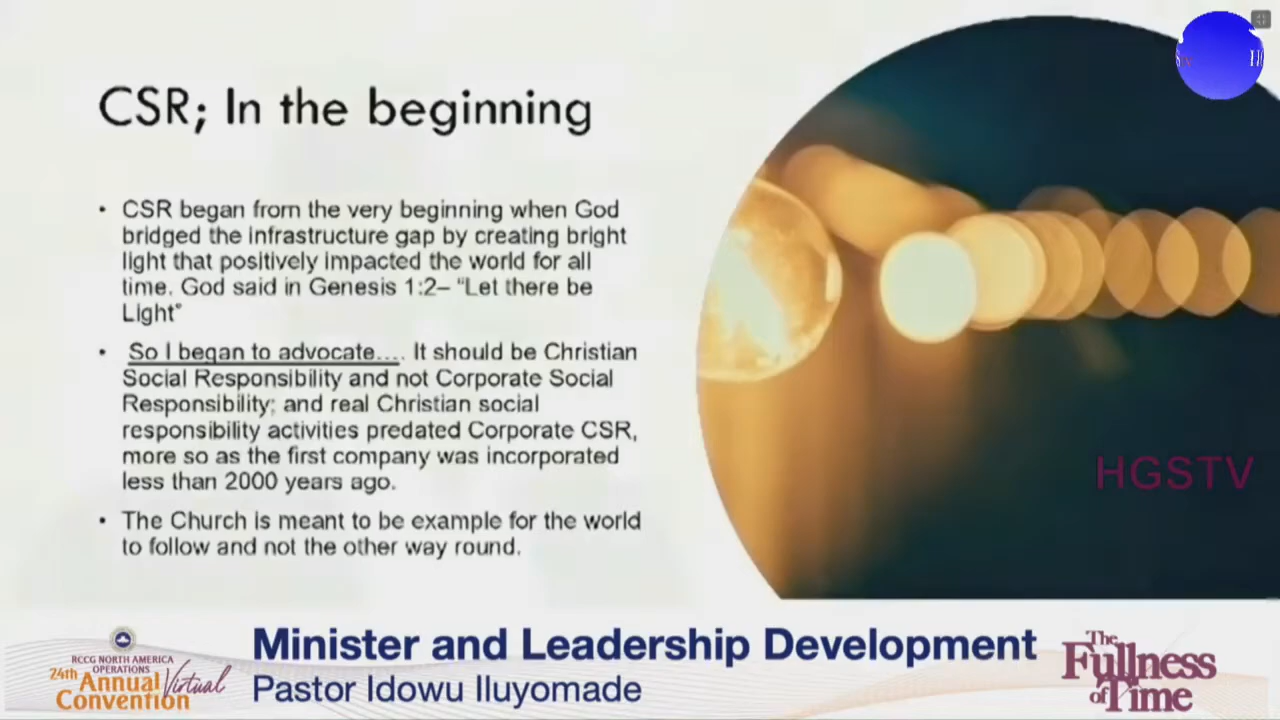 CSR; In the beginning
• CSR began from the very beginning when God
bridged the infrastructure gap by creating bright
light that positively impacted the world for all
time. God said in Genesis 1:2– “Let there be
Light”
• So I began to advocate…. It should be Christian
Social Responsibility and not Corporate Social
Responsibility; and real Christian social
responsibility activities predated Corporate CSR,
more so as the first company was incorporated
less than 2000 years ago.
• The Church is meant to be example for the world
to follow and not the other way round.
HGSTV
RCCG NORTH AMERICA
OPERATIONS
24th Annual Virtual
Convention
Minister and Leadership Development
Pastor Idowu Iluyomade
The
Fullness
of Time